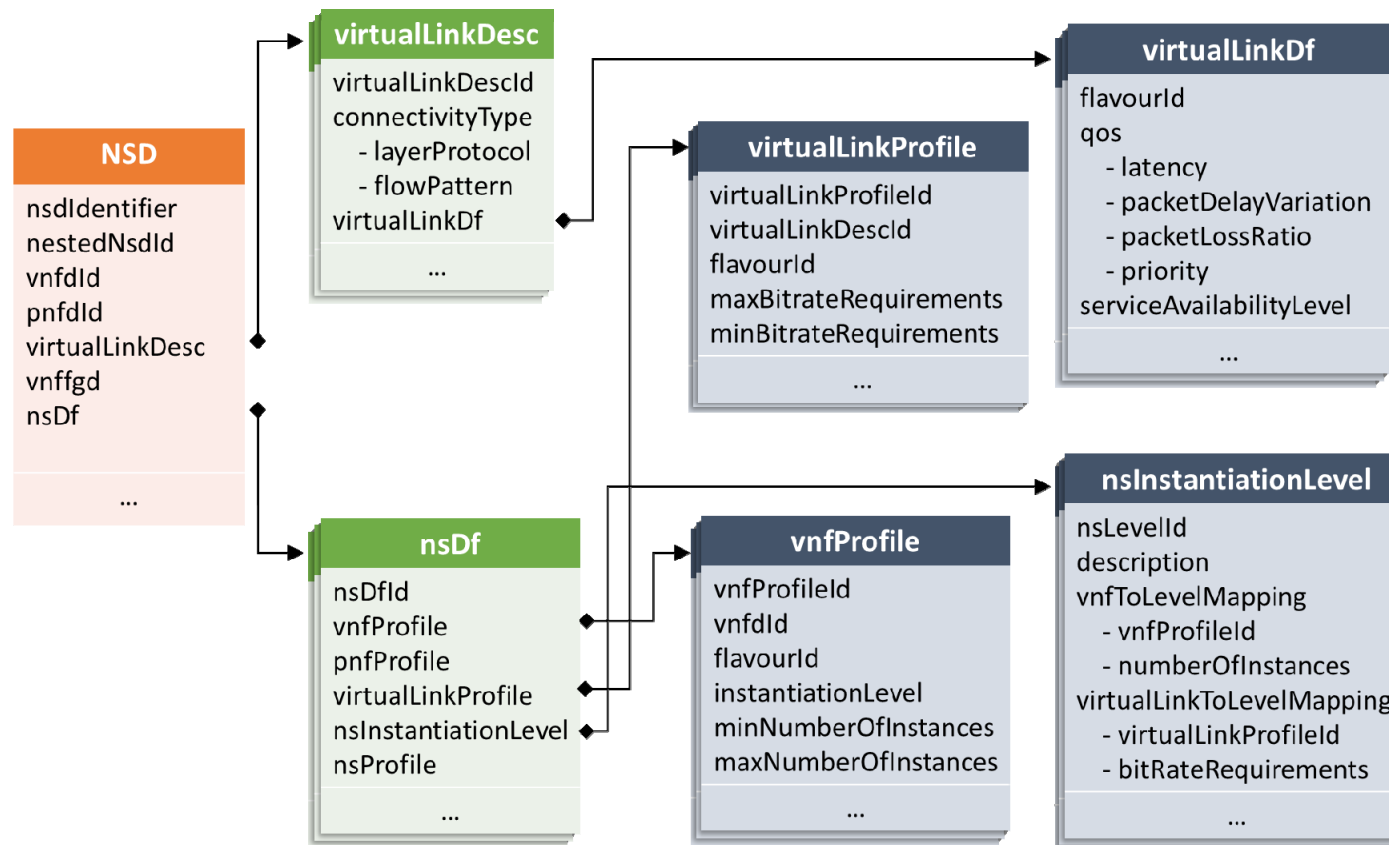 NSD
nsdIdentifier
nestedNsdId
vnfdId
pnfdId
virtualLinkDesc
vnffgd
nsDf
...
virtualLinkDesc
virtualLinkDescId
connectivityType
- layerProtocol
- flowPattern
virtualLinkDf
...
nsDf
nsDfId
vnfProfile
pnfProfile
virtualLinkProfile
nsInstantiationLevel
nsProfile
...
virtualLinkProfile
virtualLinkProfileId
virtualLinkDescId
flavourId
maxBitrateRequirements
minBitrateRequirements
...
vnfProfile
vnfProfileId
vnfdId
flavourId
instantiationLevel
minNumberOfInstances
maxNumberOfInstances
...
virtualLinkDf
flavourId
qos
- latency
- packetDelayVariation
- packetLossRatio
- priority
serviceAvailabilityLevel
...
nsInstantiationLevel
nsLevelId
description
vnfToLevelMapping
- vnfProfileId
- numberOfInstances
virtualLinkToLevelMapping
- virtualLinkProfileId
- bitRateRequirements
...